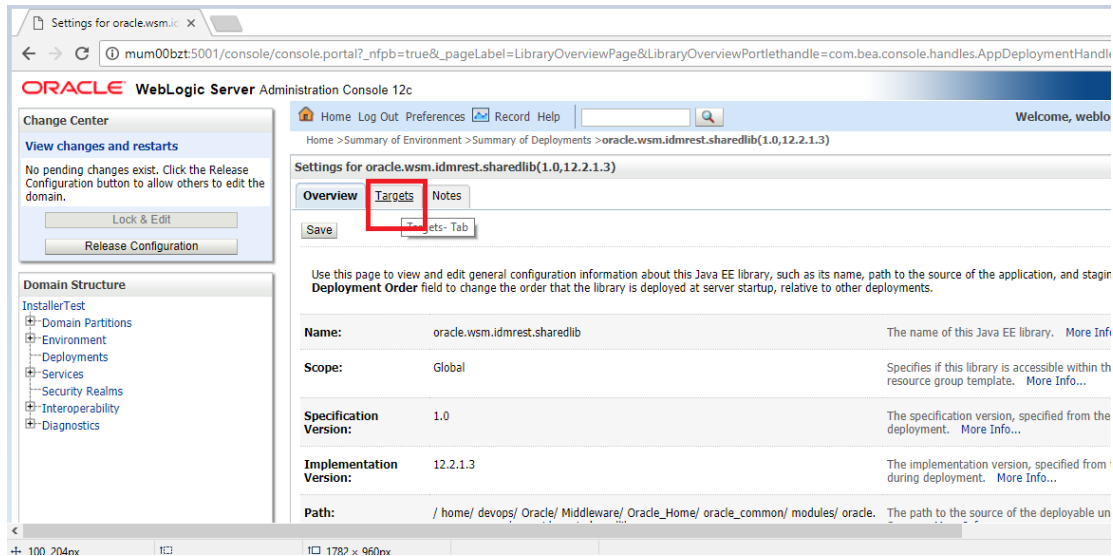 Settings for oracle.wsm.ic
mum00bzt:5001/console/console.portal?_nfpb=true&_pageLabel=LibraryOverviewPage&LibraryOverviewPortlethandle=com.bea.console.handles.AppDeploymentHandle
ORACLE WebLogic Server Administration Console 12c
Change Center
View changes and restarts
No pending changes exist. Click the Release
Configuration button to allow others to edit the
domain.
Lock & Edit
Release Configuration
Domain Structure
InstallerTest
Domain Partitions
Environment
Deployments
Services
Security Realms
Interoperability
Diagnostics
Home Log Out Preferences Record Help
Welcome, weblo
Home >Summary of Environment >Summary of Deployments >oracle.wsm.idmrest.sharedlib(1.0,12.2.1.3)
Settings for oracle.wsm.idmrest.sharedlib(1.0,12.2.1.3)
Overview Targets Notes
Save
Targets- Tab
Use this page to view and edit general configuration information about this Java EE library, such as its name, path to the source of the application, and stagin
Deployment Order field to change the order that the library is deployed at server startup, relative to other deployments.
Name: oracle.wsm.idmrest.sharedlib The name of this Java EE library. More Info
Scope: Global Specifies if this library is accessible within th
resource group template. More Info...
Specification 1.0 The specification version, specified from the
Version: deployment. More Info...
Implementation 12.2.1.3 The implementation version, specified from
Version: during deployment. More Info...
Path: / home/ devops/ Oracle/ Middleware/ Oracle_Home/ oracle_common/ modules/ oracle. The path to the source of the deployable un
100, 204px 1782 × 960px